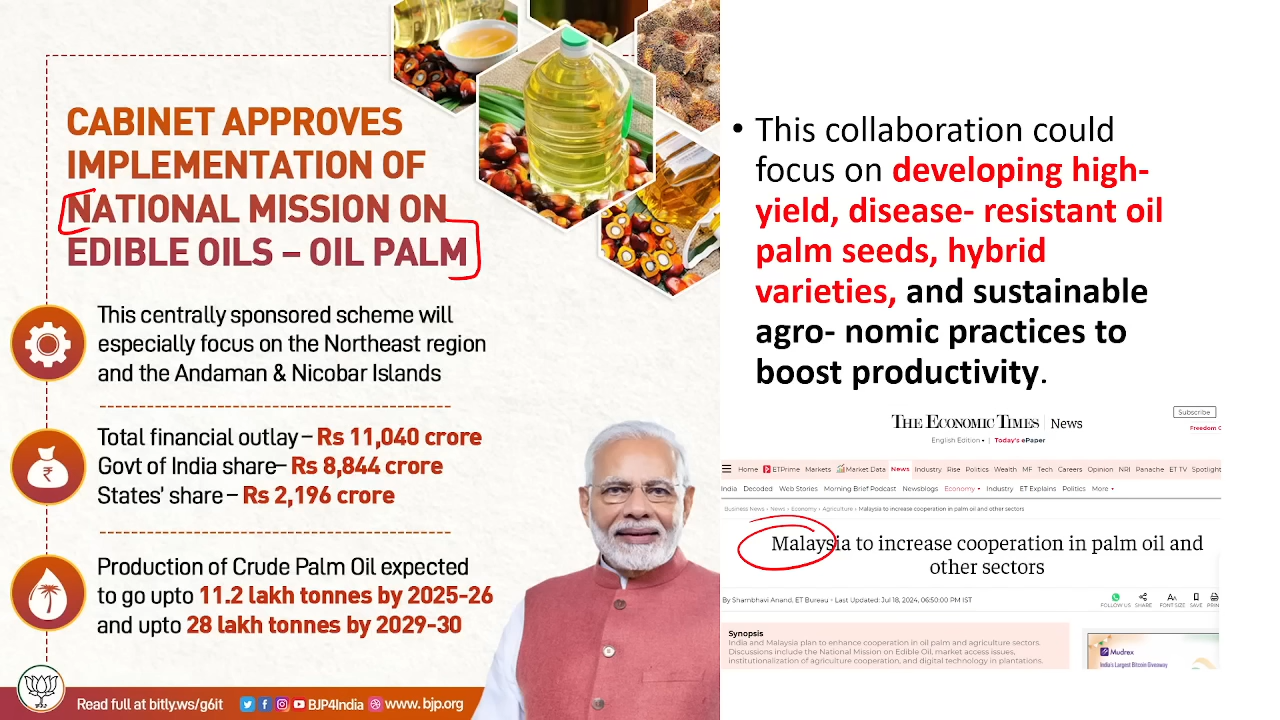 CABINET APPROVES
IMPLEMENTATION OF
NATIONAL MISSION ON
EDIBLE OILS – OIL PALM
This centrally sponsored scheme will
especially focus on the Northeast region
and the Andaman & Nicobar Islands
Total financial outlay – Rs 11,040 crore
Govt of India share– Rs 8,844 crore
States' share – Rs 2,196 crore
Production of Crude Palm Oil expected
to go upto 11.2 lakh tonnes by 2025-26
and upto 28 lakh tonnes by 2029-30
Read full at bitly.ws/g6it BJP4India www.bjp.org
• This collaboration could
focus on developing high-
yield, disease- resistant oil
palm seeds, hybrid
varieties, and sustainable
agro- nomic practices to
boost productivity.
THE ECONOMIC TIMES | News
Subscribe
English Edition | Today's ePaper
Freedom
Home ETPrime Markets Market Data News Industry Rise Politics Wealth MF Tech Careers Opinion NRI Panache ET TV Spotlight
India Decoded Web Stories Morning Brief Podcast Newsblogs Economy Industry ET Explains Politics More
Business News › News › Economy › Agriculture › Malaysia to increase cooperation in palm oil and other sectors
Malaysia to increase cooperation in palm oil and
other sectors
By Shambhavi Anand, ET Bureau • Last Updated: Jul 18, 2024, 06:50:00 PM IST
FOLLOW US SHARE FONT SIZE SAVE PRIN
Synopsis
India and Malaysia plan to enhance cooperation in oil palm and agriculture sectors.
Discussions include the National Mission on Edible Oil, market access issues,
institutionalization of agriculture cooperation, and digital technology in plantations.
Mudrex
India's Largest Bitcoin Giveaway